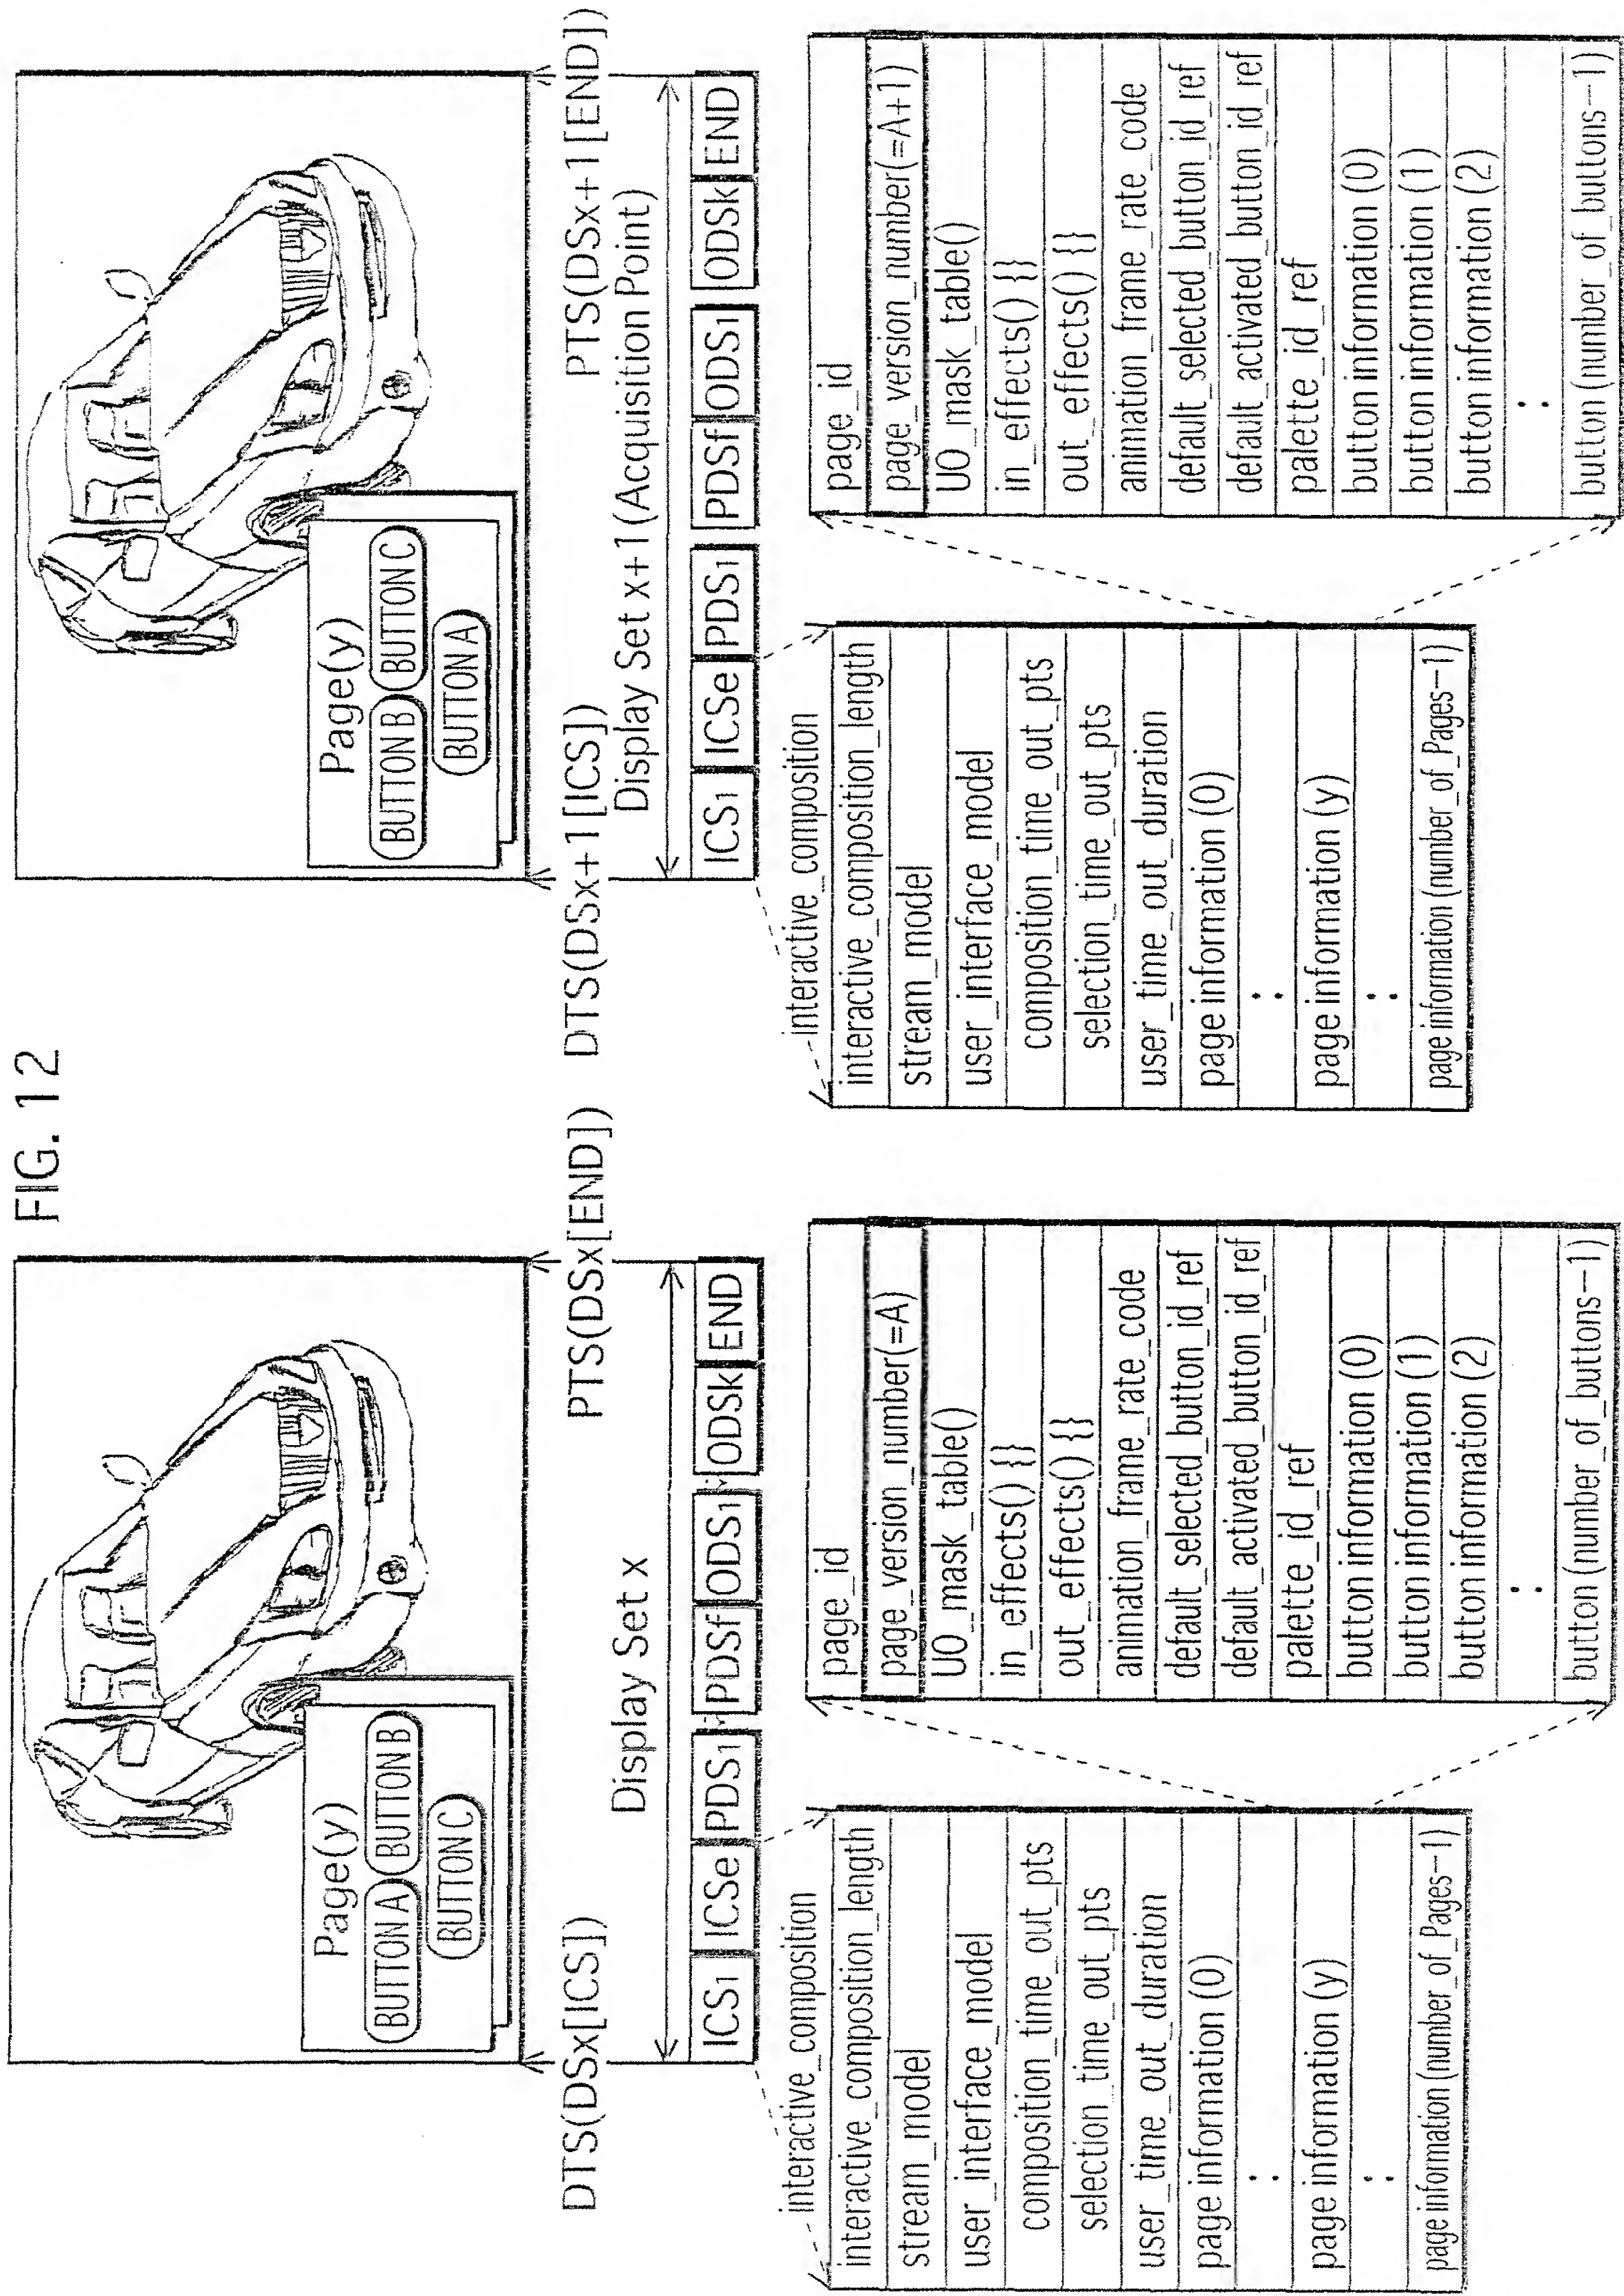 FIG. 12
Page(y)
BUTTON A BUTTON B
BUTTON C
DTS(DSx[ICS]) PTS(DSx[END])
Display Set x
ICS1 ICSe PDS1 PDSf ODS1 ODSk END
interactive_composition
interactive_composition_length
stream_model
user_interface_model
composition_time_out_pts
selection_time_out_pts
user_time_out_duration
page information (0)
:
page information (y)
:
page information (number_of_Pages-1)
page_id
page_version_number(=A)
UO_mask_table()
in_effects() {}
out_effects() {}
animation_frame_rate_code
default_selected_button_id_ref
default_activated_button_id_ref
palette_id_ref
button information (0)
button information (1)
button information (2)
:
button (number_of_buttons-1)
Page(y)
BUTTON B BUTTON C
BUTTON A
DTS(DSx+1[ICS]) PTS(DSx+1[END])
Display Set x+1(Acquisition Point)
ICS1 ICSe PDS1 PDSf ODS1 ODSk END
interactive_composition
interactive_composition_length
stream_model
user_interface_model
composition_time_out_pts
selection_time_out_pts
user_time_out_duration
page information (0)
:
page information (y)
:
page information (number_of_Pages-1)
page_id
page_version_number(=A+1)
UO_mask_table()
in_effects() {}
out_effects() {}
animation_frame_rate_code
default_selected_button_id_ref
default_activated_button_id_ref
palette_id_ref
button information (0)
button information (1)
button information (2)
:
button (number_of_buttons-1)